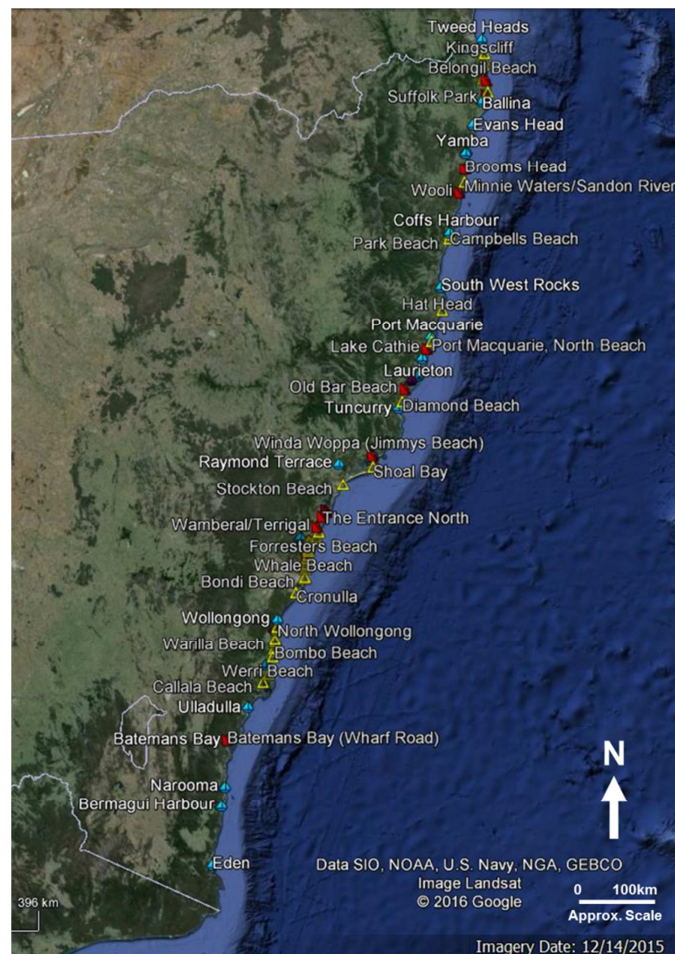 Tweed Heads
Kingscliff
Belongil Beach
Suffolk Park
Ballina
Evans Head
Yamba
Brooms Head
Minnie Waters/Sandon River
Wooli
Coffs Harbour
Park Beach
Campbells Beach
South West Rocks
Hat Head
Port Macquarie
Lake Cathie
Port Macquarie, North Beach
Laurieton
Old Bar Beach
Tuncurry
Diamond Beach
Winda Woppa (Jimmys Beach)
Raymond Terrace
Shoal Bay
Stockton Beach
Wamberal/Terrigal
The Entrance North
Forresters Beach
Whale Beach
Bondi Beach
Cronulla
Wollongong
North Wollongong
Warilla Beach
Bombo Beach
Werri Beach
Callala Beach
Ulladulla
Batemans Bay
Batemans Bay (Wharf Road)
Narooma
Bermagui Harbour
Eden
N
Data SIO, NOAA, U.S. Navy, NGA, GEBCO
Image Landsat
© 2016 Google
0 100km
Approx. Scale
396 km
Imagery Date: 12/14/2015